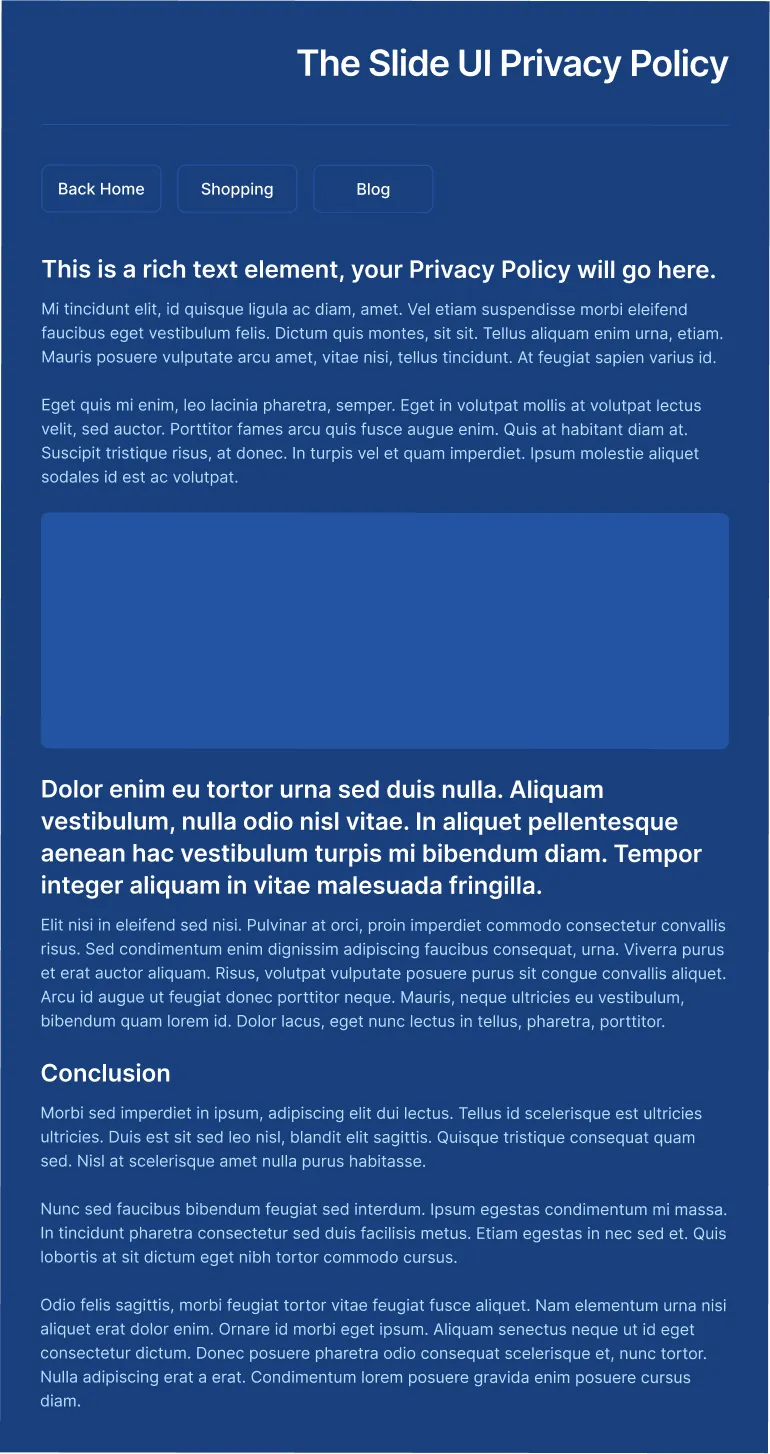 The Slide UI Privacy Policy
Back Home
Shopping
Blog
This is a rich text element, your Privacy Policy will go here.
Mi tincidunt elit, id quisque ligula ac diam, amet. Vel etiam suspendisse morbi eleifend
faucibus eget vestibulum felis. Dictum quis montes, sit sit. Tellus aliquam enim urna, etiam.
Mauris posuere vulputate arcu amet, vitae nisi, tellus tincidunt. At feugiat sapien varius id.
Eget quis mi enim, leo lacinia pharetra, semper. Eget in volutpat mollis at volutpat lectus
velit, sed auctor. Porttitor fames arcu quis fusce augue enim. Quis at habitant diam at.
Suscipit tristique risus, at donec. In turpis vel et quam imperdiet. Ipsum molestie aliquet
sodales id est ac volutpat.
Dolor enim eu tortor urna sed duis nulla. Aliquam
vestibulum, nulla odio nisl vitae. In aliquet pellentesque
aenean hac vestibulum turpis mi bibendum diam. Tempor
integer aliquam in vitae malesuada fringilla.
Elit nisi in eleifend sed nisi. Pulvinar at orci, proin imperdiet commodo consectetur convallis
risus. Sed condimentum enim dignissim adipiscing faucibus consequat, urna. Viverra purus
et erat auctor aliquam. Risus, volutpat vulputate posuere purus sit congue convallis aliquet.
Arcu id augue ut feugiat donec porttitor neque. Mauris, neque ultricies eu vestibulum,
bibendum quam lorem id. Dolor lacus, eget nunc lectus in tellus, pharetra, porttitor.
Conclusion
Morbi sed imperdiet in ipsum, adipiscing elit dui lectus. Tellus id scelerisque est ultricies
ultricies. Duis est sit sed leo nisl, blandit elit sagittis. Quisque tristique consequat quam
sed. Nisl at scelerisque amet nulla purus habitasse.
Nunc sed faucibus bibendum feugiat sed interdum. Ipsum egestas condimentum mi massa.
In tincidunt pharetra consectetur sed duis facilisis metus. Etiam egestas in nec sed et. Quis
lobortis at sit dictum eget nibh tortor commodo cursus.
Odio felis sagittis, morbi feugiat tortor vitae feugiat fusce aliquet. Nam elementum urna nisi
aliquet erat dolor enim. Ornare id morbi eget ipsum. Aliquam senectus neque ut id eget
consectetur dictum. Donec posuere pharetra odio consequat scelerisque et, nunc tortor.
Nulla adipiscing erat a erat. Condimentum lorem posuere gravida enim posuere cursus
diam.